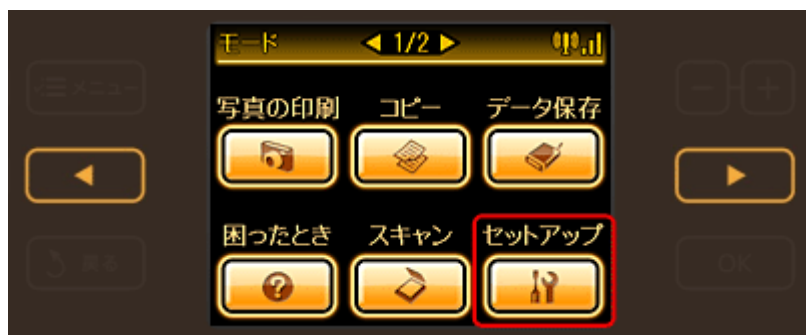 モード 1/2
メニュー
写真の印刷 コピー データ保存
困ったとき スキャン セットアップ
戻る OK